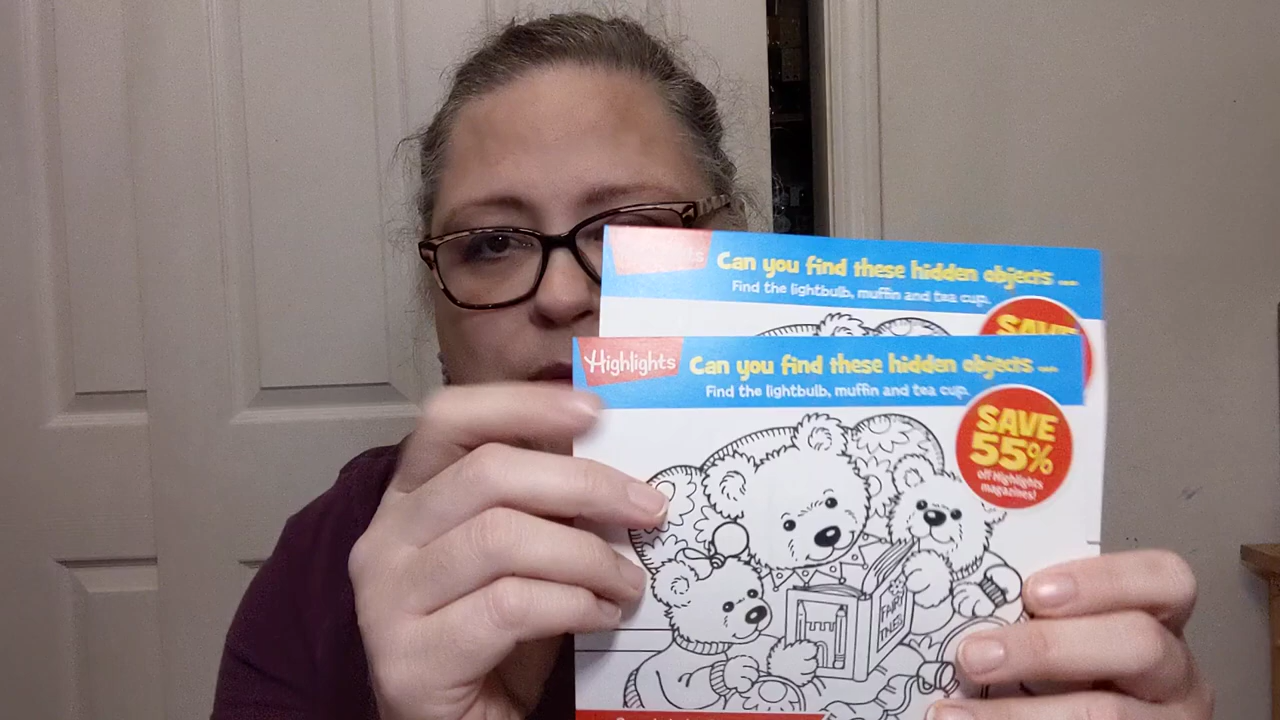 Can you find these hidden objects ...
Find the lightbulb, muffin and tea cup.
SAVE
Highlights
Can you find these hidden objects ...
Find the lightbulb, muffin and tea cup.
SAVE
55%
off Highlights
magazines!
FAIRY
TALES